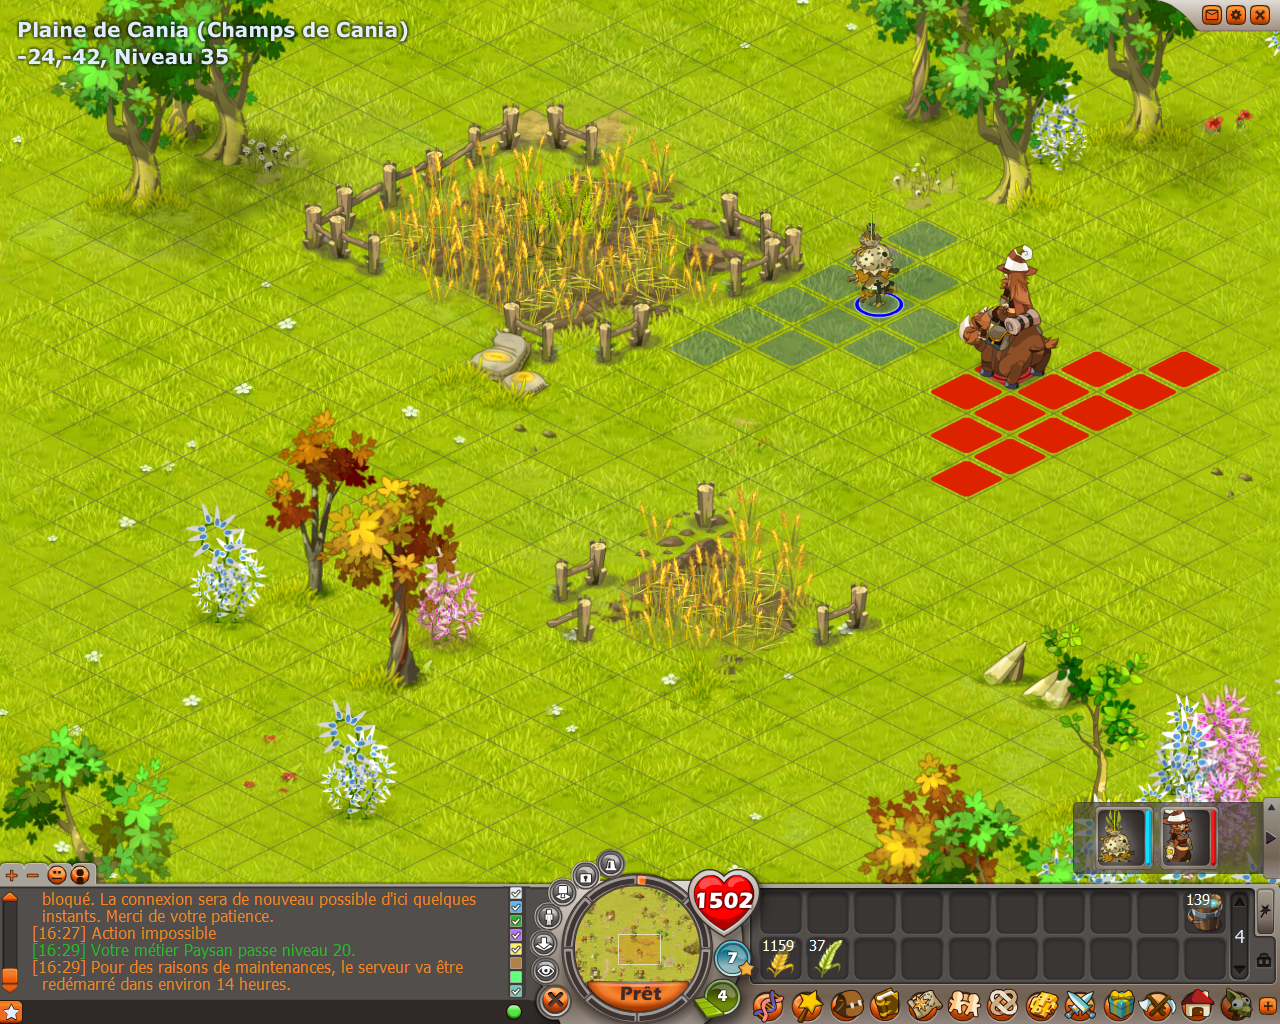 Plaine de Cania (Champs de Cania)
-24,-42, Niveau 35
bloqué. La connexion sera de nouveau possible d'ici quelques
instants. Merci de votre patience.
[16:27] Action impossible
[16:29] Votre métier Paysan passe niveau 20.
[16:29] Pour des raisons de maintenances, le serveur va être
redémarré dans environ 14 heures.
1502
7
4
Prêt
139
1159
37
4